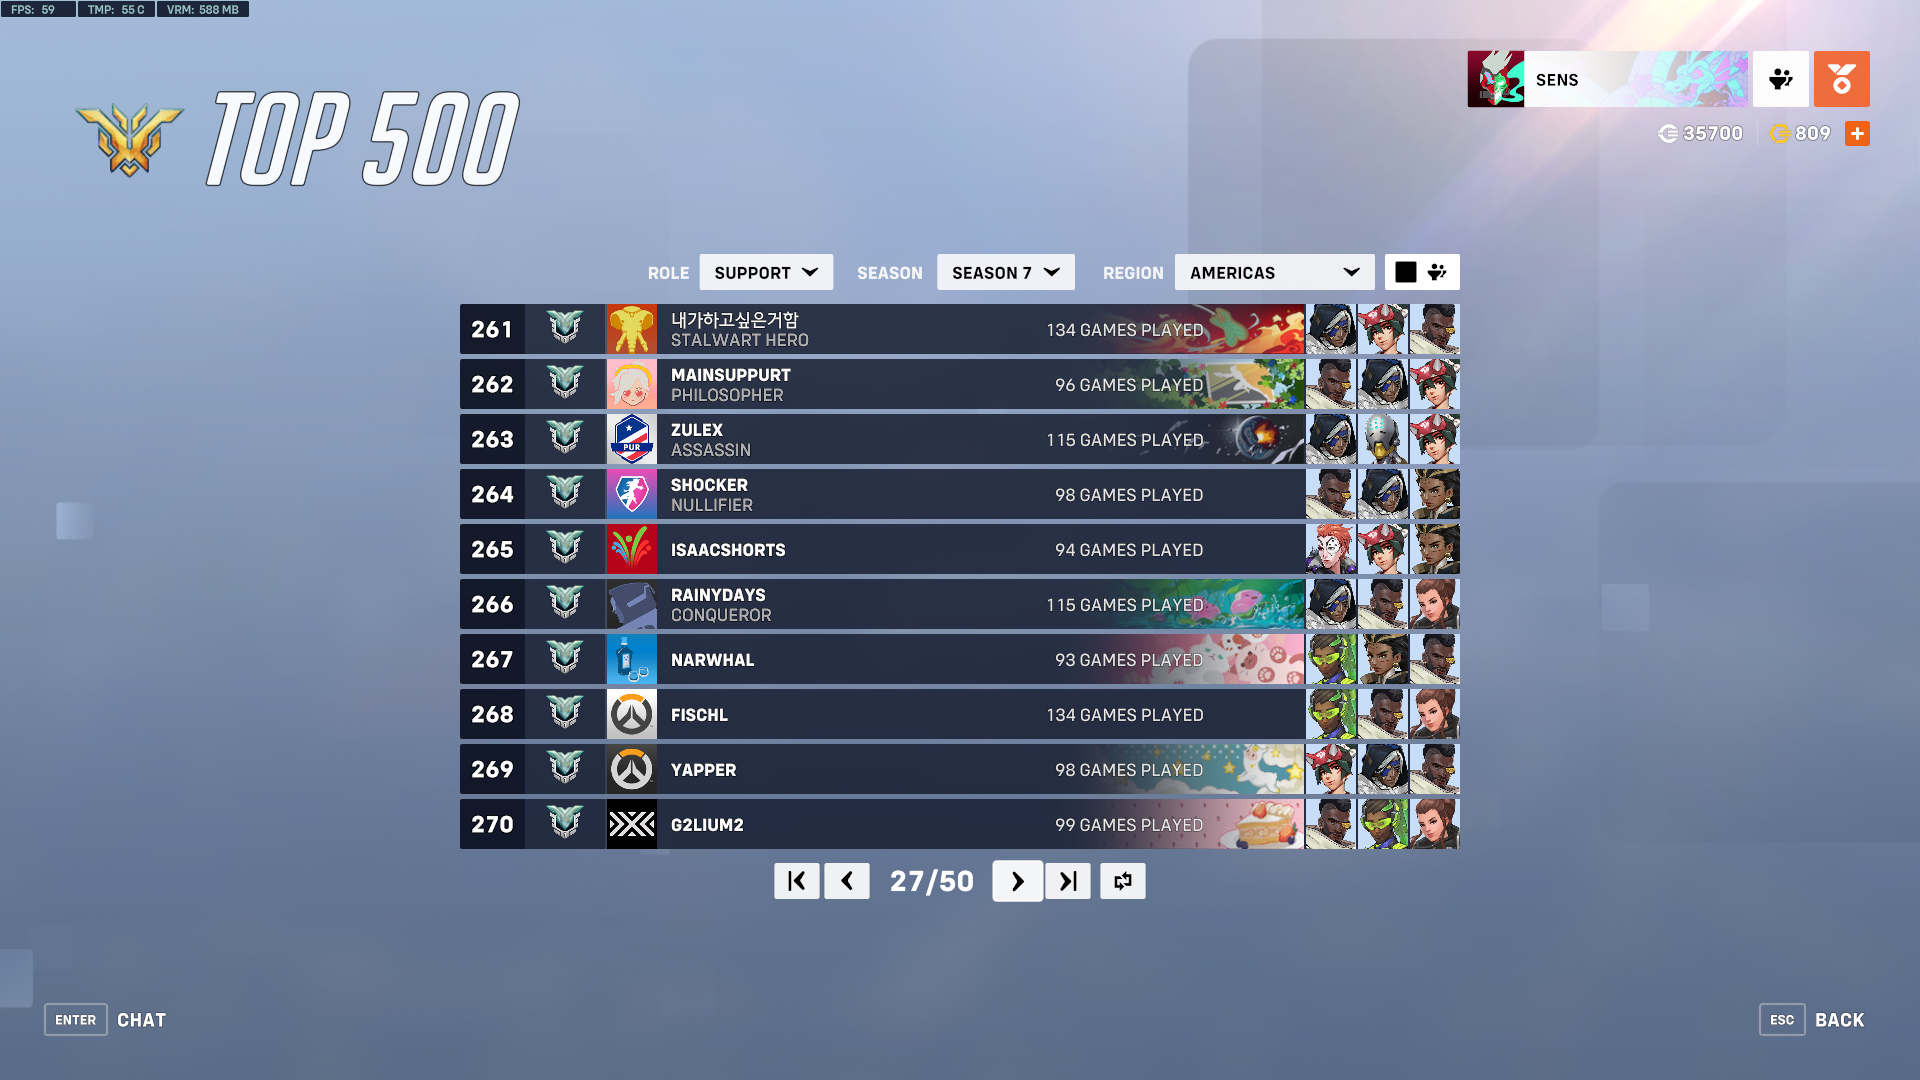 FPS: 59 TMP: 55 C VRM: 588 MB
TOP 500
SENS
35700 809
ROLE SUPPORT SEASON SEASON 7 REGION AMERICAS
261 내가하고싶은거함 134 GAMES PLAYED
STALWART HERO
262 MAINSUPPURT 96 GAMES PLAYED
PHILOSOPHER
263 PUR ZULEX 115 GAMES PLAYED
ASSASSIN
264 SHOCKER 98 GAMES PLAYED
NULLIFIER
265 ISAACSHORTS 94 GAMES PLAYED
266 RAINYDAYS 115 GAMES PLAYED
CONQUEROR
267 NARWHAL 93 GAMES PLAYED
268 FISCHL 134 GAMES PLAYED
269 YAPPER 98 GAMES PLAYED
270 G2LIUM2 99 GAMES PLAYED
27/50
ENTER CHAT
ESC BACK